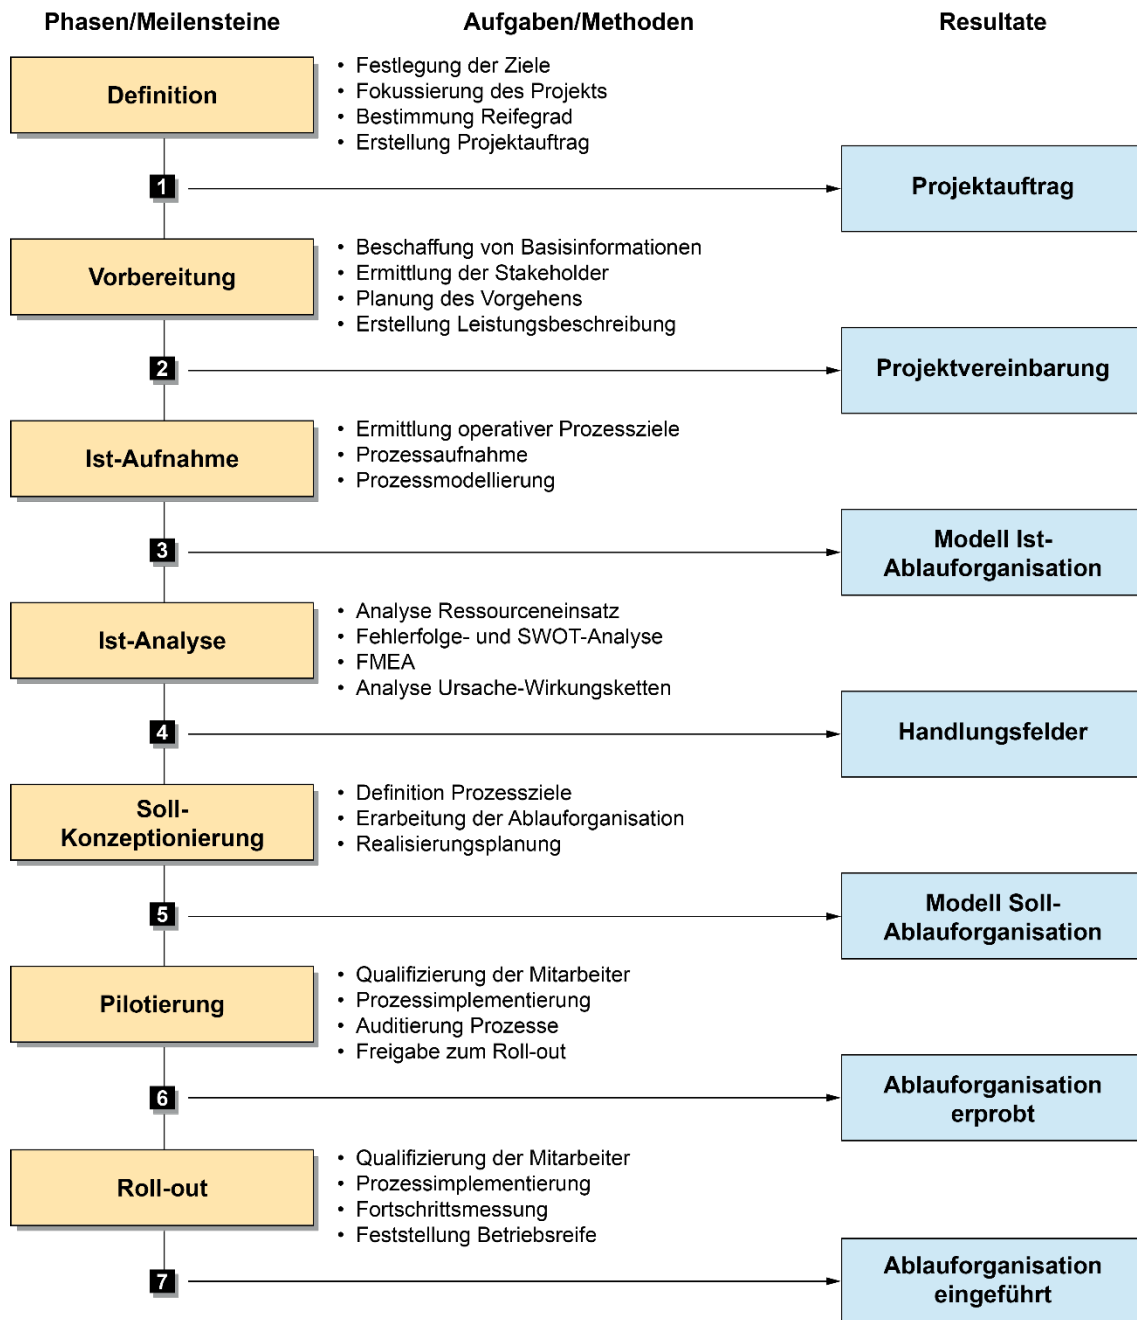 Phasen/Meilensteine
Aufgaben/Methoden
Resultate
Definition
• Festlegung der Ziele
• Fokussierung des Projekts
• Bestimmung Reifegrad
• Erstellung Projektauftrag
1
Projektauftrag
Vorbereitung
• Beschaffung von Basisinformationen
• Ermittlung der Stakeholder
• Planung des Vorgehens
• Erstellung Leistungsbeschreibung
2
Projektvereinbarung
Ist-Aufnahme
• Ermittlung operativer Prozessziele
• Prozessaufnahme
• Prozessmodellierung
3
Modell Ist-
Ablauforganisation
Ist-Analyse
• Analyse Ressourceneinsatz
• Fehlerfolge- und SWOT-Analyse
• FMEA
• Analyse Ursache-Wirkungsketten
4
Handlungsfelder
Soll-
Konzeptionierung
• Definition Prozessziele
• Erarbeitung der Ablauforganisation
• Realisierungsplanung
5
Modell Soll-
Ablauforganisation
Pilotierung
• Qualifizierung der Mitarbeiter
• Prozessimplementierung
• Auditierung Prozesse
• Freigabe zum Roll-out
6
Ablauforganisation
erprobt
Roll-out
• Qualifizierung der Mitarbeiter
• Prozessimplementierung
• Fortschrittsmessung
• Feststellung Betriebsreife
7
Ablauforganisation
eingeführt